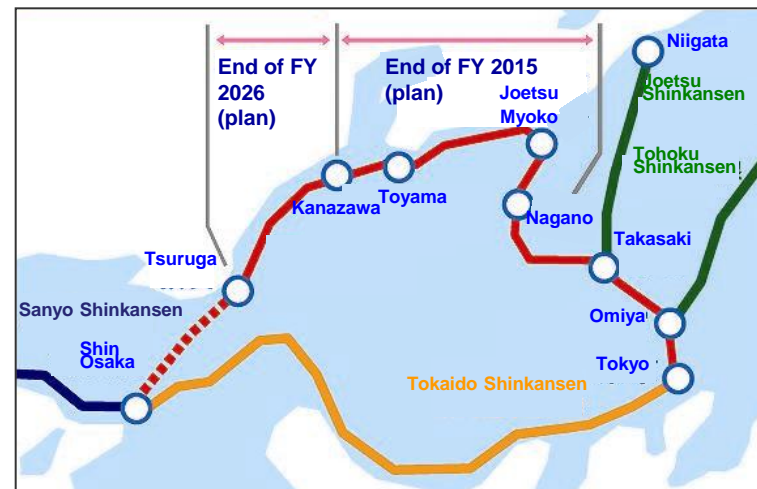 End of FY
2026
(plan)
End of FY 2015
(plan)
Niigata
Joetsu
Shinkansen
Joetsu
Myoko
Tohoku
Shinkansen
Kanazawa
Toyama
Nagano
Takasaki
Tsuruga
Sanyo Shinkansen
Shin
Osaka
Omiya
Tokyo
Tokaido Shinkansen